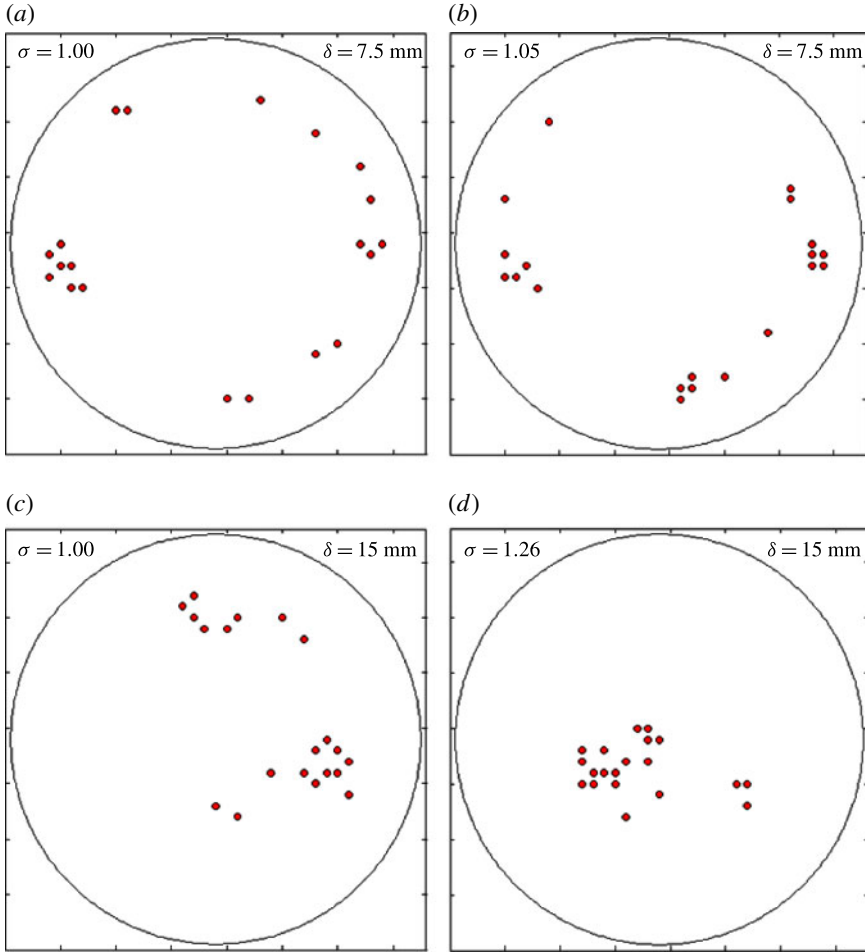 (a)
σ = 1.00 δ = 7.5 mm
(b)
σ = 1.05 δ = 7.5 mm
(c)
σ = 1.00 δ = 15 mm
(d)
σ = 1.26 δ = 15 mm